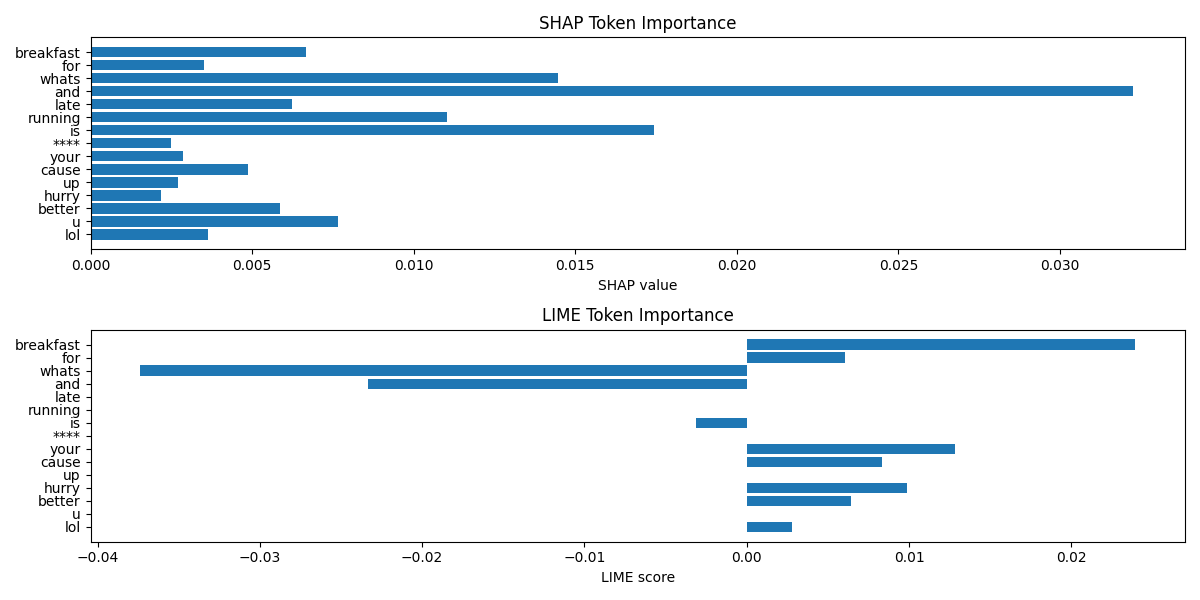 SHAP Token Importance
breakfast
for
whats
and
late
running
is
****
your
cause
up
hurry
better
u
lol
0.000 0.005 0.010 0.015 0.020 0.025 0.030
SHAP value
LIME Token Importance
breakfast
for
whats
and
late
running
is
****
your
cause
up
hurry
better
u
lol
−0.04 −0.03 −0.02 −0.01 0.00 0.01 0.02
LIME score